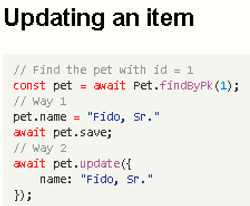 Updating an item
// Find the pet with id = 1
const pet = await Pet.findByPk(1);
// Way 1
pet.name = "Fido, Sr."
await pet.save;
// Way 2
await pet.update({
    name: "Fido, Sr."
});